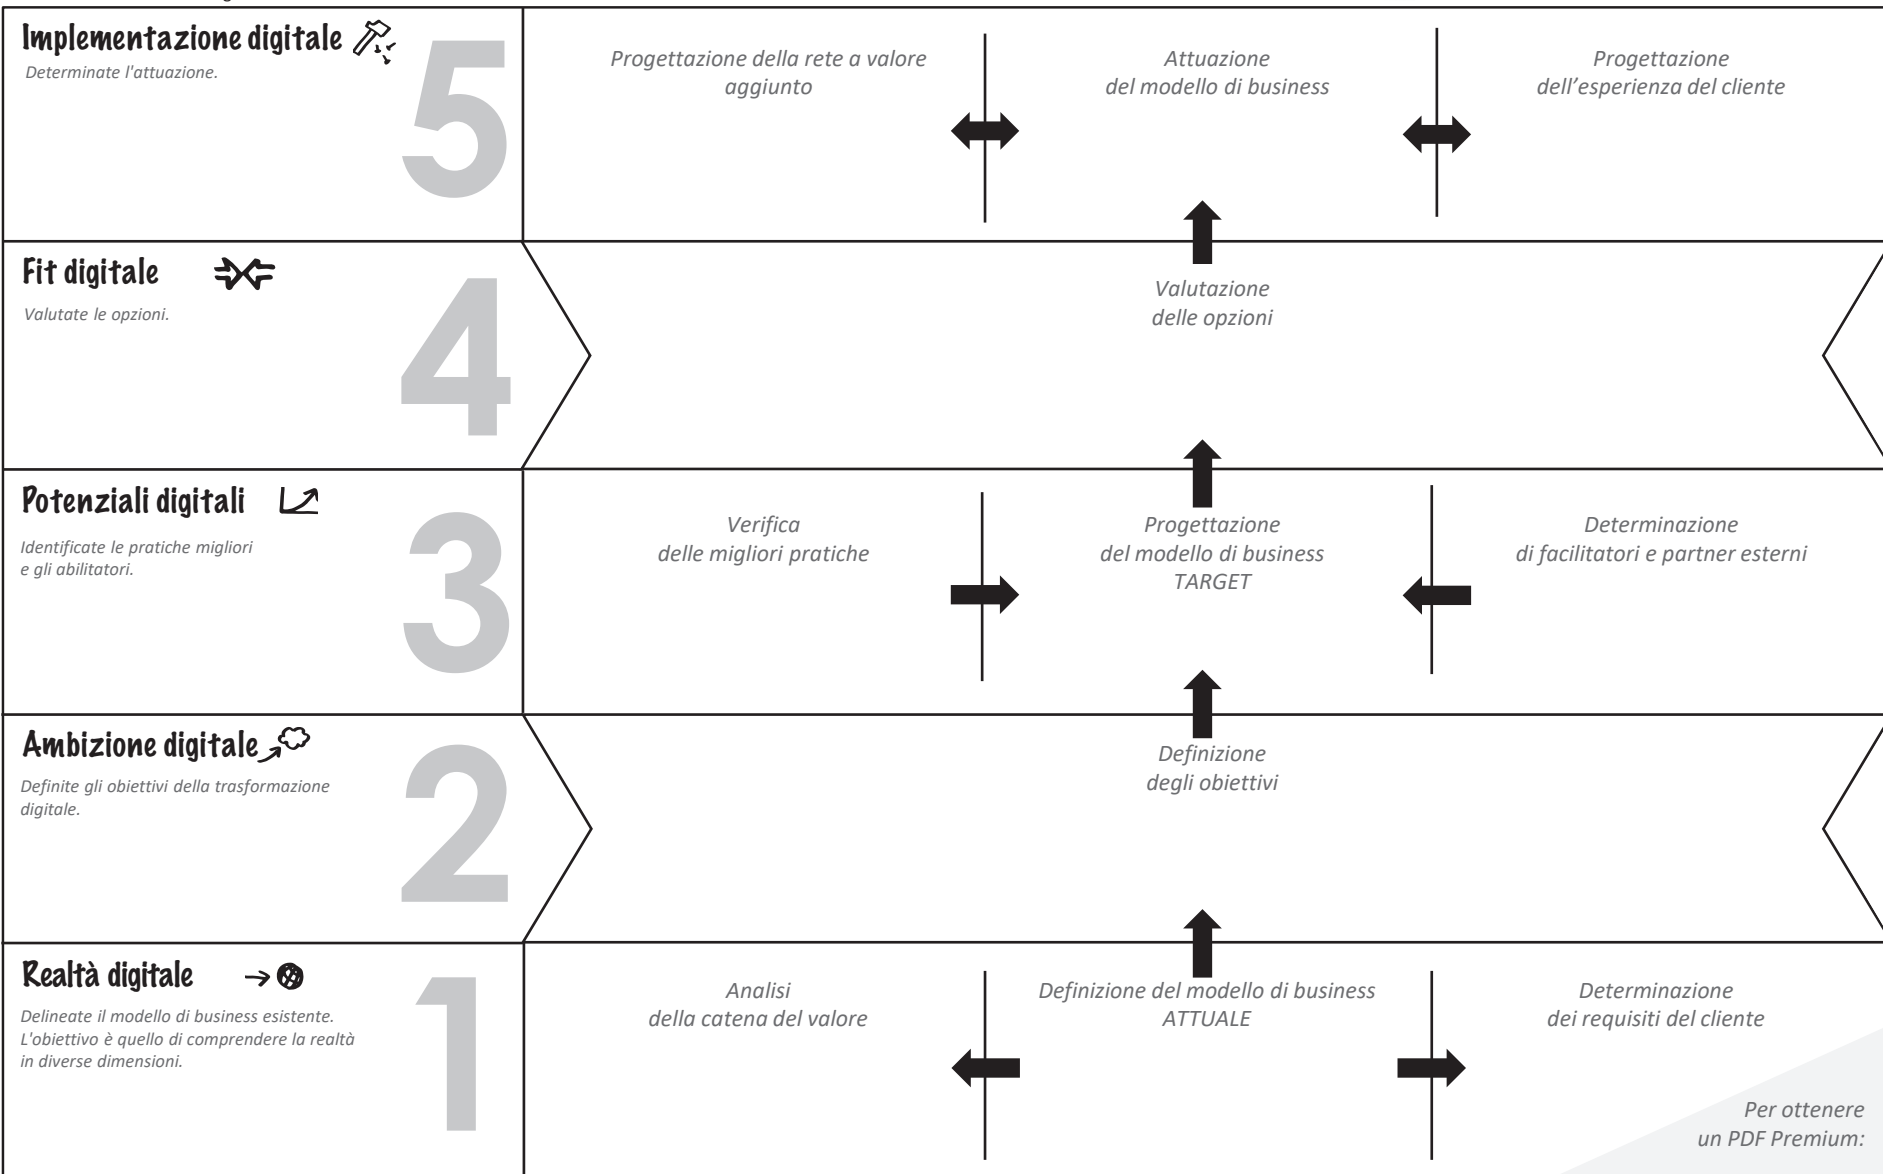 Implementazione digitale
5
Determinate l'attuazione.
Progettazione della rete a valore
aggiunto
Attuazione
del modello di business
Progettazione
dell’esperienza del cliente
Fit digitale
4
Valutate le opzioni.
Valutazione
delle opzioni
Potenziali digitali
3
Identificate le pratiche migliori
e gli abilitatori.
Verifica
delle migliori pratiche
Progettazione
del modello di business
TARGET
Determinazione
di facilitatori e partner esterni
Ambizione digitale
2
Definite gli obiettivi della trasformazione
digitale.
Definizione
degli obiettivi
Realtà digitale
1
Delineate il modello di business esistente.
L'obiettivo è quello di comprendere la realtà
in diverse dimensioni.
Analisi
della catena del valore
Definizione del modello di business
ATTUALE
Determinazione
dei requisiti del cliente
Per ottenere
un PDF Premium: